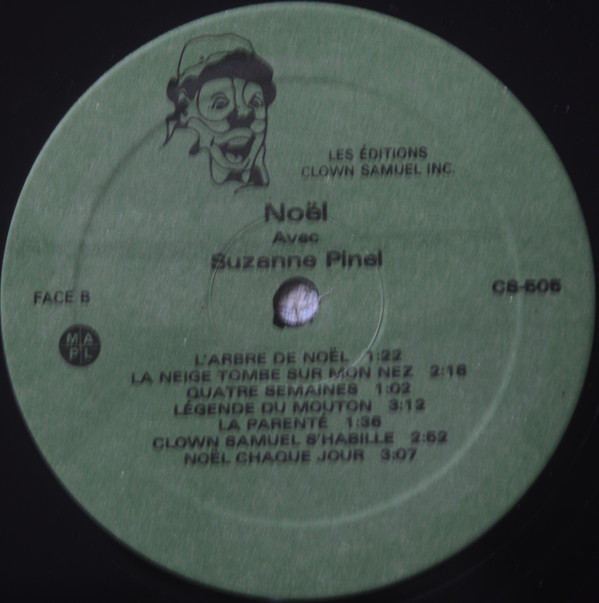 LES ÉDITIONS
CLOWN SAMUEL INC.
Noël
Avec
Suzanne Pinel
FACE B
CS-505
M A
P L
L'ARBRE DE NOËL 1:22
LA NEIGE TOMBE SUR MON NEZ 2:16
QUATRE SEMAINES 1:02
LÉGENDE DU MOUTON 3:12
LA PARENTÉ 1:36
CLOWN SAMUEL S'HABILLE 2:52
NOËL CHAQUE JOUR 3:07